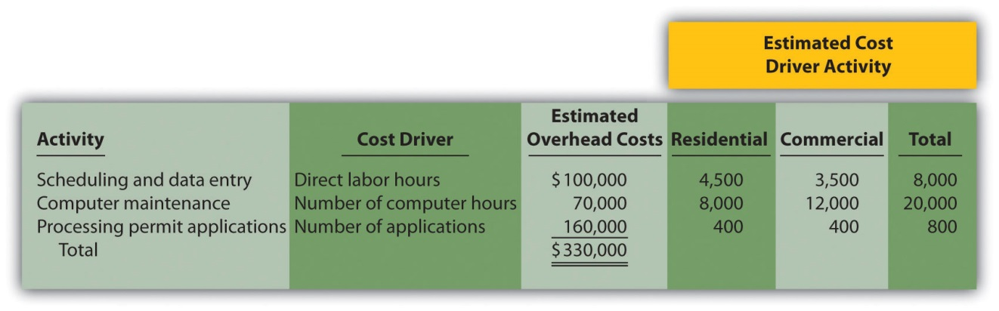 Estimated Cost
Driver Activity
Estimated
Activity Cost Driver Overhead Costs Residential Commercial Total
Scheduling and data entry Direct labor hours $100,000 4,500 3,500 8,000
Computer maintenance Number of computer hours 70,000 8,000 12,000 20,000
Processing permit applications Number of applications 160,000 400 400 800
Total $330,000